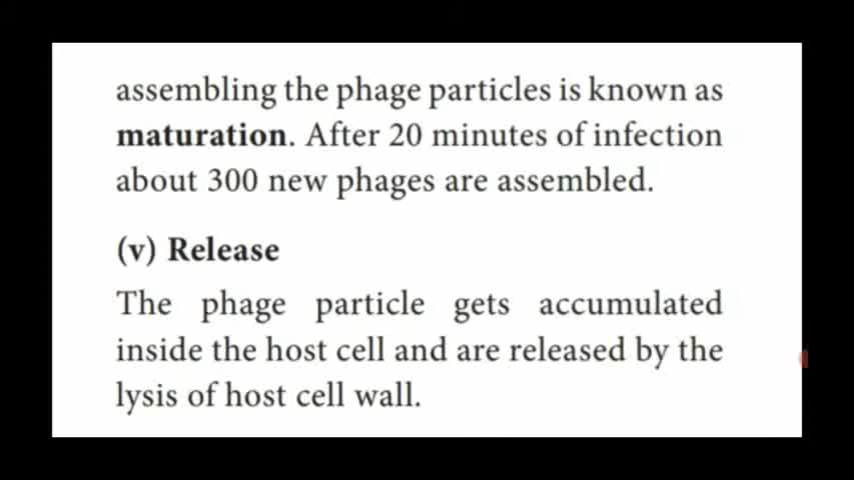 assembling the phage particles is known as
maturation. After 20 minutes of infection
about 300 new phages are assembled.
(v) Release
The phage particle gets accumulated
inside the host cell and are released by the
lysis of host cell wall.